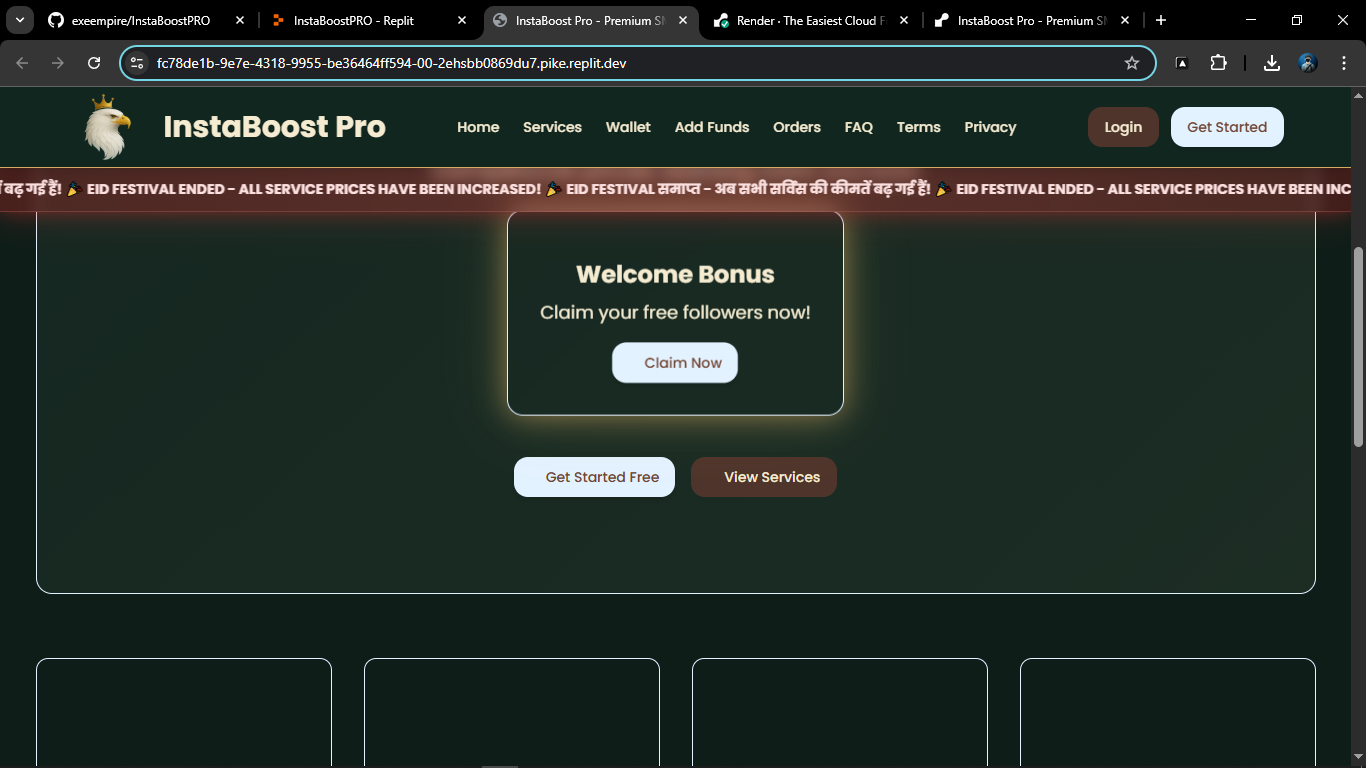 exeempire/InstaBoostPRO
InstaBoostPRO - Replit
InstaBoost Pro - Premium SM
Render · The Easiest Cloud F
InstaBoost Pro - Premium SM
fc78de1b-9e7e-4318-9955-be36464ff594-00-2ehsbb0869du7.pike.replit.dev
InstaBoost Pro
Home Services Wallet Add Funds Orders FAQ Terms Privacy
Login Get Started
बढ़ गई हैं! 🎉 EID FESTIVAL ENDED - ALL SERVICE PRICES HAVE BEEN INCREASED! 🎉 EID FESTIVAL समाप्त - अब सभी सर्विस की कीमतें बढ़ गई हैं! 🎉 EID FESTIVAL ENDED - ALL SERVICE PRICES HAVE BEEN INC
Welcome Bonus
Claim your free followers now!
Claim Now
Get Started Free View Services